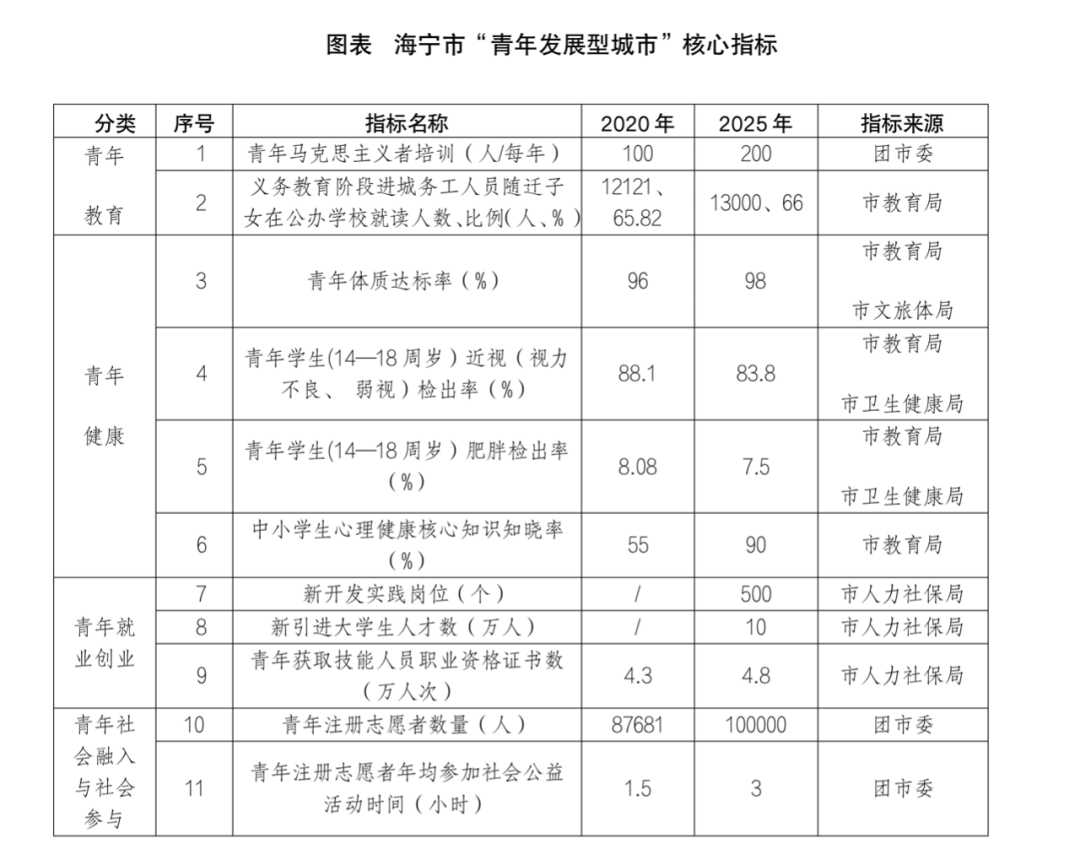 图表 海宁市“青年发展型城市”核心指标
分类 序号 指标名称 2020年 2025年 指标来源
青年
教育
1 青年马克思主义者培训（人/每年） 100 200 团市委
2 义务教育阶段进城务工人员随迁子
女在公办学校就读人数、比例（人、%） 12121、
65.82 13000、66 市教育局
青年
健康
3 青年体质达标率（%） 96 98 市教育局
市文旅体局
4 青年学生(14—18周岁）近视（视力
不良、 弱视）检出率（%） 88.1 83.8 市教育局
市卫生健康局
5 青年学生(14—18周岁）肥胖检出率
（%） 8.08 7.5 市教育局
市卫生健康局
6 中小学生心理健康核心知识知晓率
（%） 55 90 市教育局
青年就
业创业
7 新开发实践岗位（个） / 500 市人力社保局
8 新引进大学生人才数（万人） / 10 市人力社保局
9 青年获取技能人员职业资格证书数
（万人次） 4.3 4.8 市人力社保局
青年社
会融入
与社会
参与
10 青年注册志愿者数量（人） 87681 100000 团市委
11 青年注册志愿者年均参加社会公益
活动时间（小时） 1.5 3 团市委